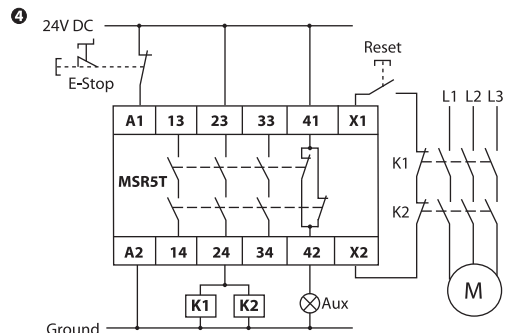 4
24V DC
E-Stop
Reset
L1 L2 L3
A1 13 23 33 41 X1
MSR5T
K1
K2
A2 14 24 34 42 X2
K1 K2
Aux
M
Ground